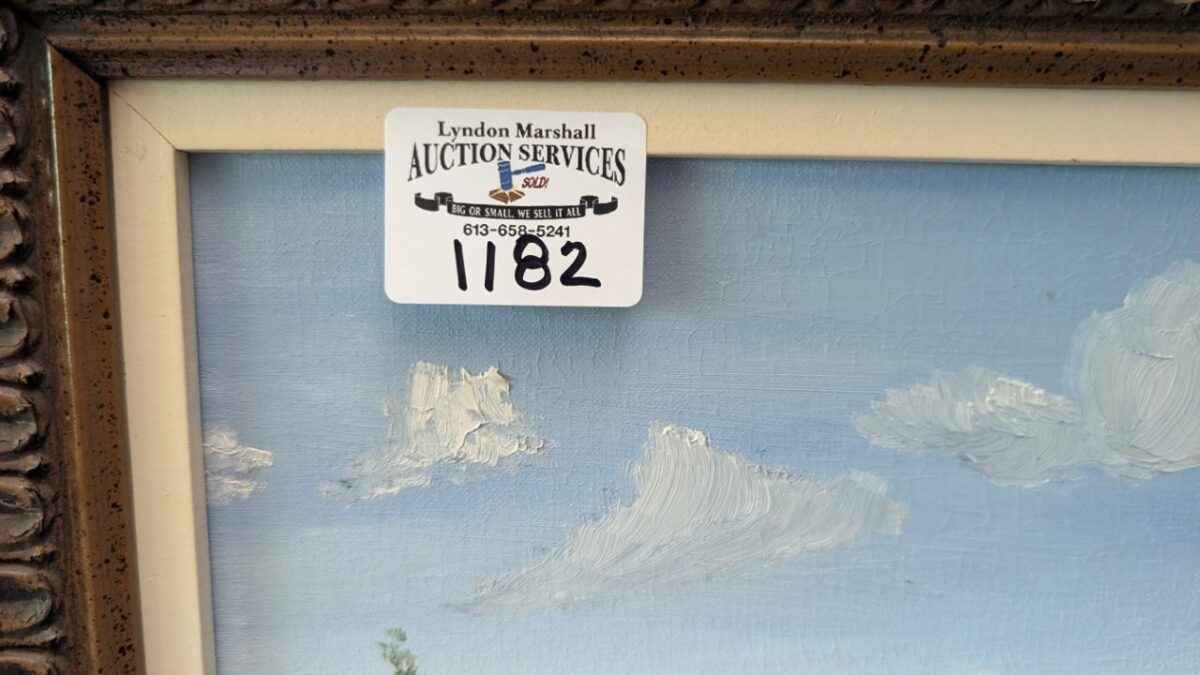 Lyndon Marshall
AUCTION SERVICES
SOLD!
BIG OR SMALL, WE SELL IT ALL
613-658-5241
1182